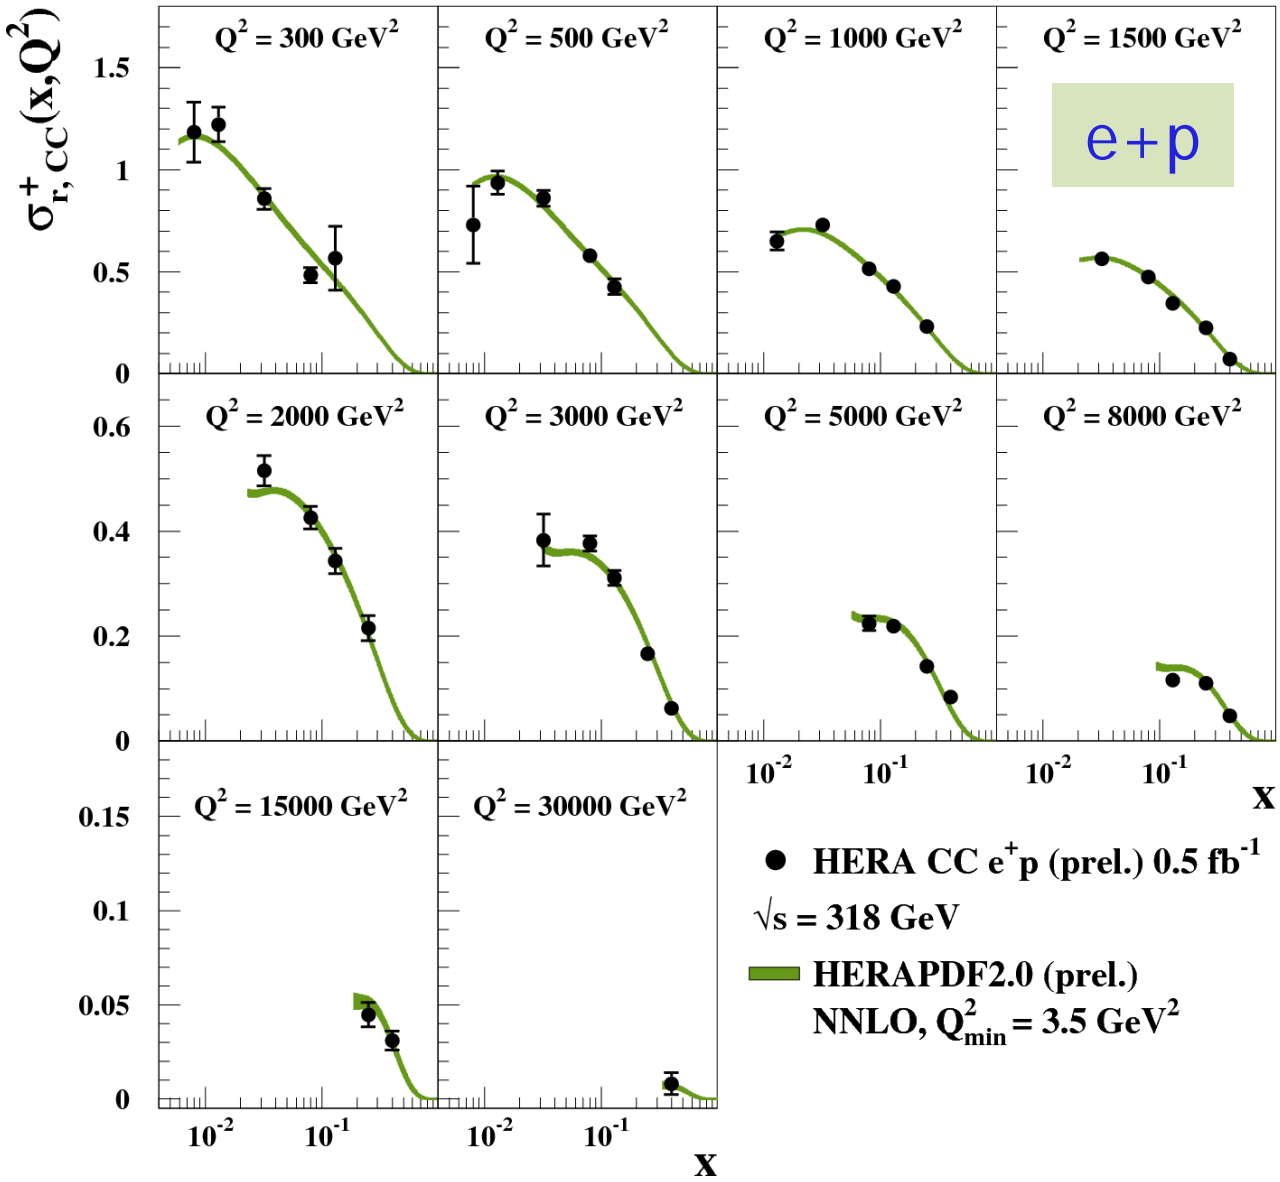 σ⁺r, CC(x,Q²)
Q² = 300 GeV²
Q² = 500 GeV²
Q² = 1000 GeV²
Q² = 1500 GeV²
1.5
1
0.5
0
e+p
Q² = 2000 GeV²
Q² = 3000 GeV²
Q² = 5000 GeV²
Q² = 8000 GeV²
0.6
0.4
0.2
0
10⁻² 10⁻¹
10⁻² 10⁻¹
x
Q² = 15000 GeV²
Q² = 30000 GeV²
0.15
0.1
0.05
0
10⁻² 10⁻¹
10⁻² 10⁻¹
x
HERA CC e⁺p (prel.) 0.5 fb⁻¹
√s = 318 GeV
HERAPDF2.0 (prel.)
NNLO, Q²min = 3.5 GeV²